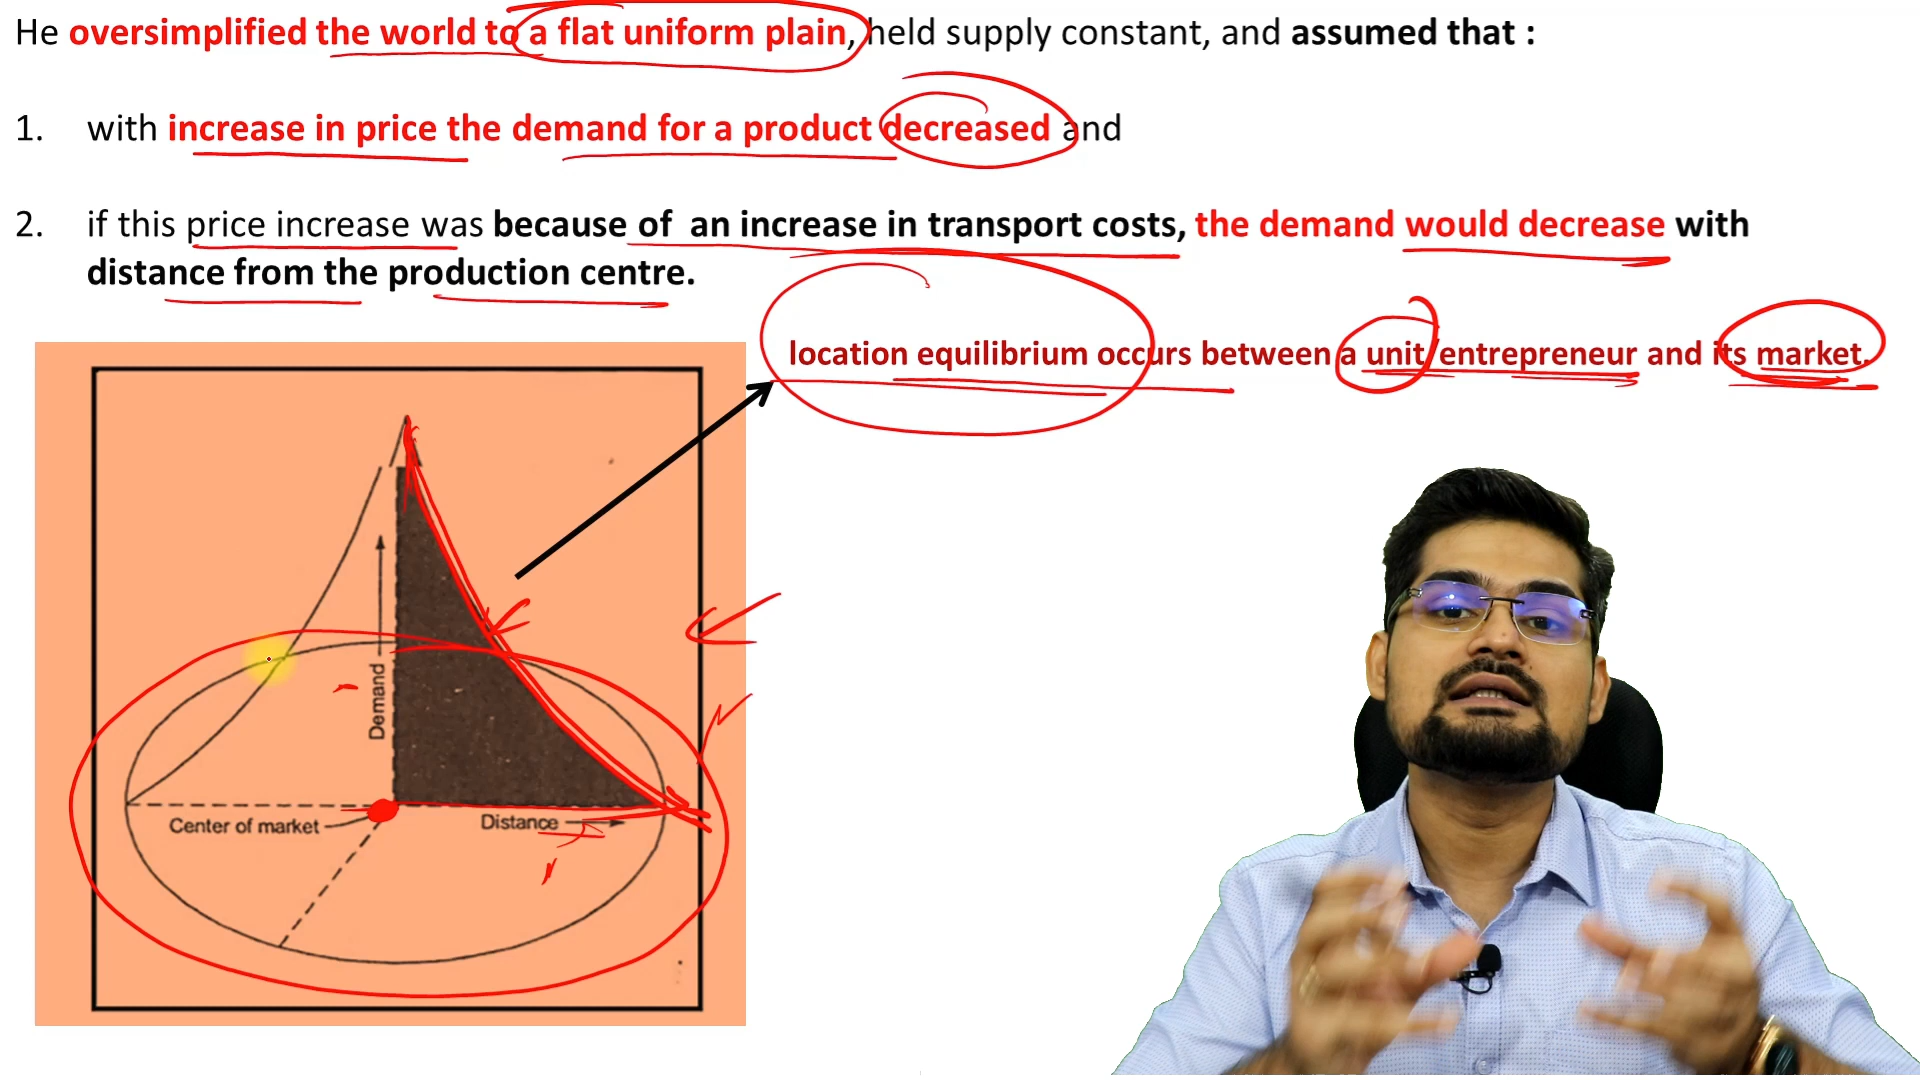 He oversimplified the world to a flat uniform plain, held supply constant, and assumed that :
1. with increase in price the demand for a product decreased and
2. if this price increase was because of an increase in transport costs, the demand would decrease with
distance from the production centre.
location equilibrium occurs between a unit/entrepreneur and its market.
Demand
Center of market
Distance